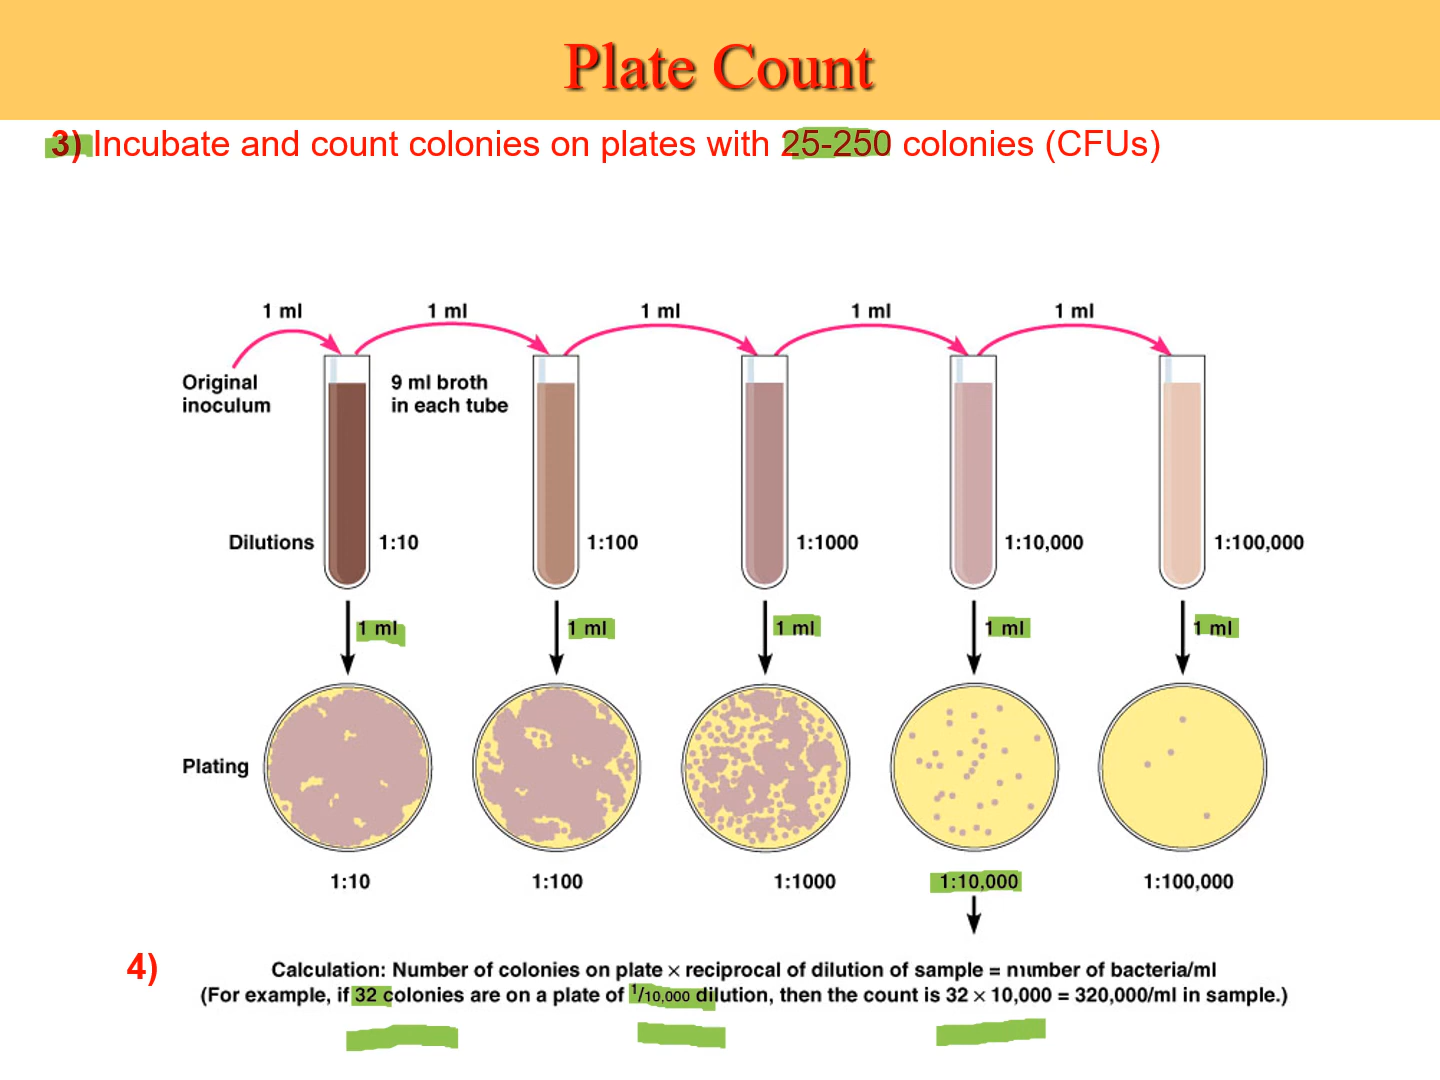 Plate Count
3) Incubate and count colonies on plates with 25-250 colonies (CFUs)
1 ml 1 ml 1 ml 1 ml 1 ml
Original
inoculum
9 ml broth
in each tube
Dilutions 1:10 1:100 1:1000 1:10,000 1:100,000
1 ml 1 ml 1 ml 1 ml 1 ml
Plating
1:10 1:100 1:1000 1:10,000 1:100,000
4)
Calculation: Number of colonies on plate × reciprocal of dilution of sample = number of bacteria/ml
(For example, if 32 colonies are on a plate of 1/10,000 dilution, then the count is 32 × 10,000 = 320,000/ml in sample.)